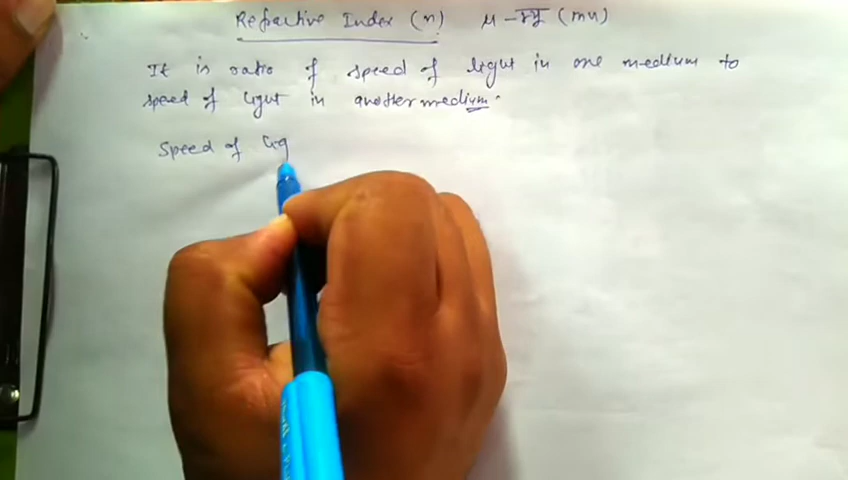 Refractive Index (n) μ - म्यू (mu)
It is ratio of speed of light in one medium to
speed of light in another medium.
Speed of lig